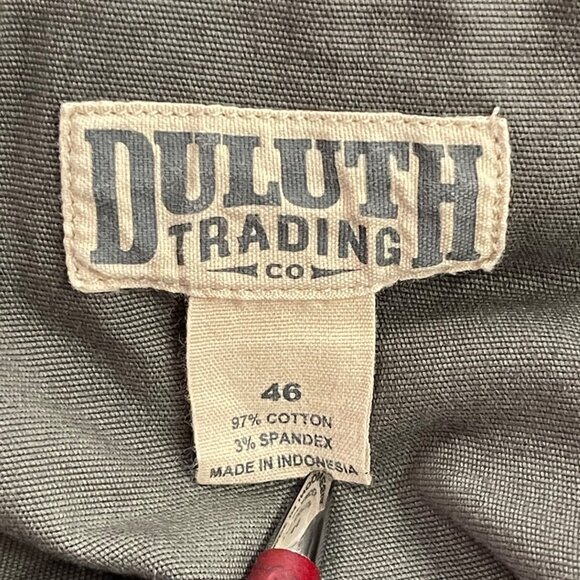 DULUTH
TRADING
CO
46
97% COTTON
3% SPANDEX
MADE IN INDONESIA